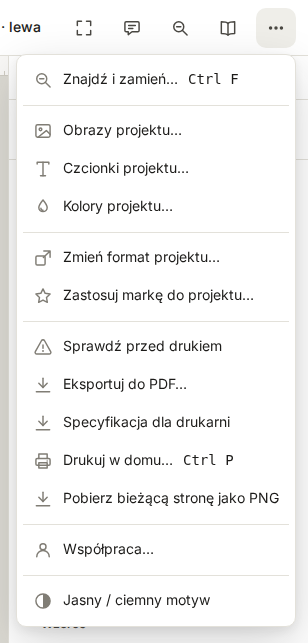 · lewa
Znajdź i zamień... Ctrl F
Obrazy projektu...
Czcionki projektu...
Kolory projektu...
Zmień format projektu...
Zastosuj markę do projektu...
Sprawdź przed drukiem
Eksportuj do PDF...
Specyfikacja dla drukarni
Drukuj w domu... Ctrl P
Pobierz bieżącą stronę jako PNG
Współpraca...
Jasny / ciemny motyw